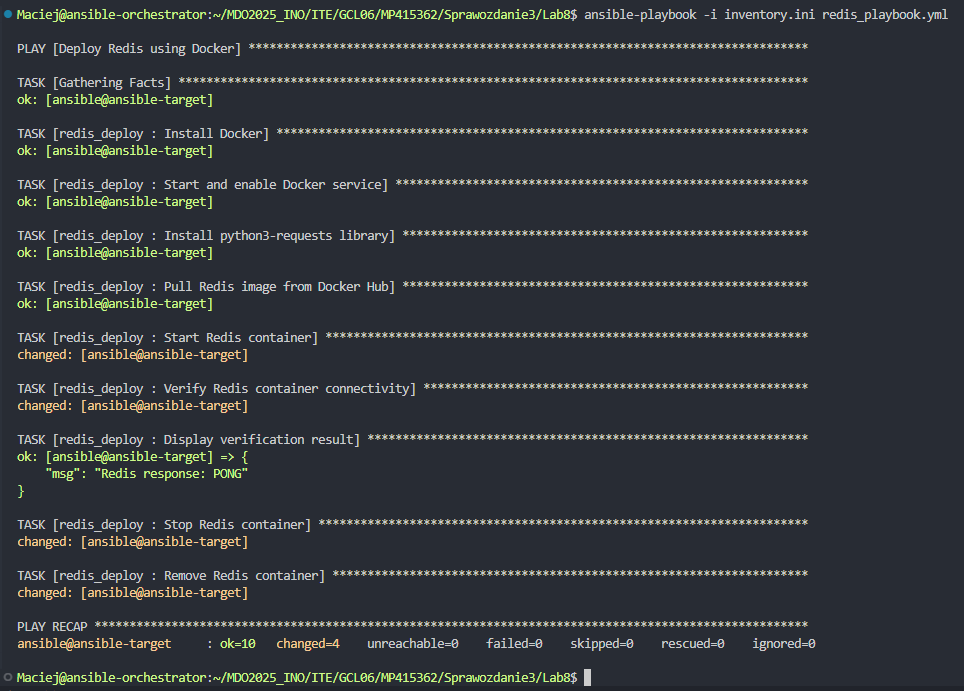 Maciej@ansible-orchestrator:~/MDO2025_INO/ITE/GCL06/MP415362/Sprawozdanie3/Lab8$ ansible-playbook -i inventory.ini redis_playbook.yml
PLAY [Deploy Redis using Docker] ********************************************************************************
TASK [Gathering Facts] ******************************************************************************************
ok: [ansible@ansible-target]
TASK [redis_deploy : Install Docker] ****************************************************************************
ok: [ansible@ansible-target]
TASK [redis_deploy : Start and enable Docker service] ***********************************************************
ok: [ansible@ansible-target]
TASK [redis_deploy : Install python3-requests library] **********************************************************
ok: [ansible@ansible-target]
TASK [redis_deploy : Pull Redis image from Docker Hub] **********************************************************
ok: [ansible@ansible-target]
TASK [redis_deploy : Start Redis container] *********************************************************************
changed: [ansible@ansible-target]
TASK [redis_deploy : Verify Redis container connectivity] *******************************************************
changed: [ansible@ansible-target]
TASK [redis_deploy : Display verification result] ***************************************************************
ok: [ansible@ansible-target] => {
    "msg": "Redis response: PONG"
}
TASK [redis_deploy : Stop Redis container] **********************************************************************
changed: [ansible@ansible-target]
TASK [redis_deploy : Remove Redis container] ********************************************************************
changed: [ansible@ansible-target]
PLAY RECAP ******************************************************************************************************
ansible@ansible-target     : ok=10   changed=4    unreachable=0    failed=0    skipped=0    rescued=0    ignored=0
Maciej@ansible-orchestrator:~/MDO2025_INO/ITE/GCL06/MP415362/Sprawozdanie3/Lab8$